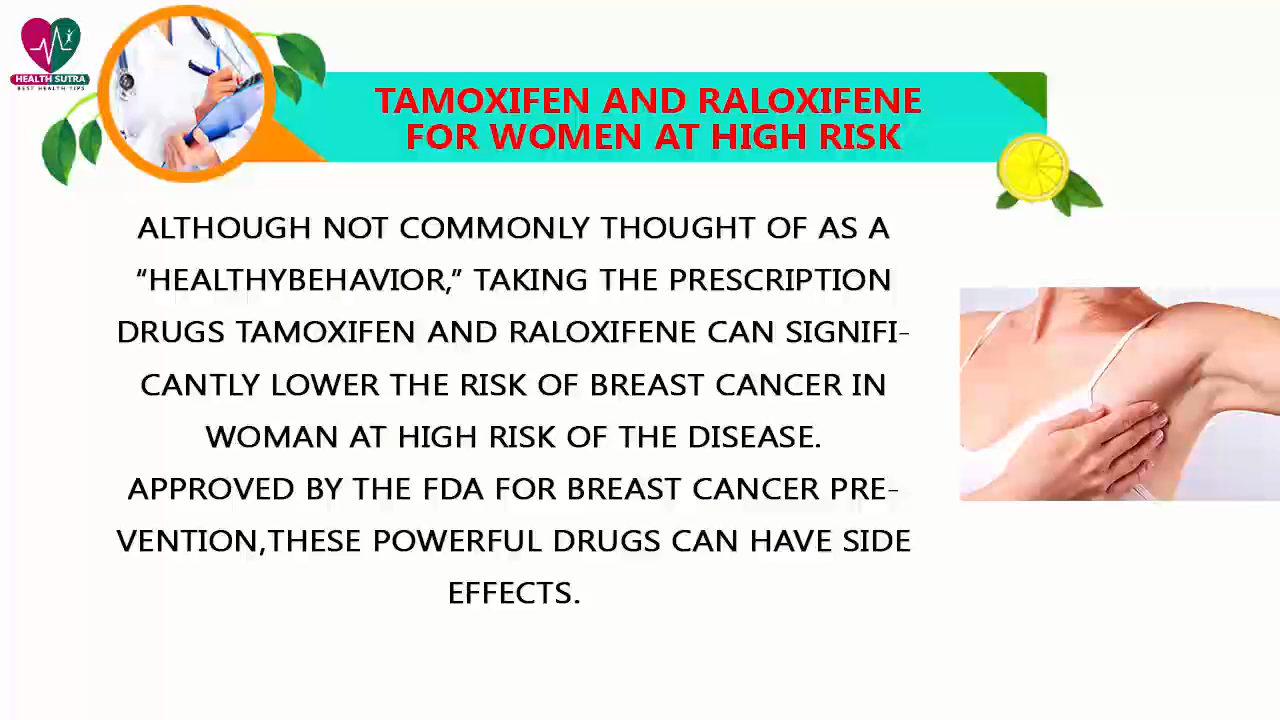 HEALTH SUTRA
BEST HEALTH TIPS
TAMOXIFEN AND RALOXIFENE
FOR WOMEN AT HIGH RISK
ALTHOUGH NOT COMMONLY THOUGHT OF AS A
“HEALTHYBEHAVIOR,” TAKING THE PRESCRIPTION
DRUGS TAMOXIFEN AND RALOXIFENE CAN SIGNIFI-
CANTLY LOWER THE RISK OF BREAST CANCER IN
WOMAN AT HIGH RISK OF THE DISEASE.
APPROVED BY THE FDA FOR BREAST CANCER PRE-
VENTION,THESE POWERFUL DRUGS CAN HAVE SIDE
EFFECTS.